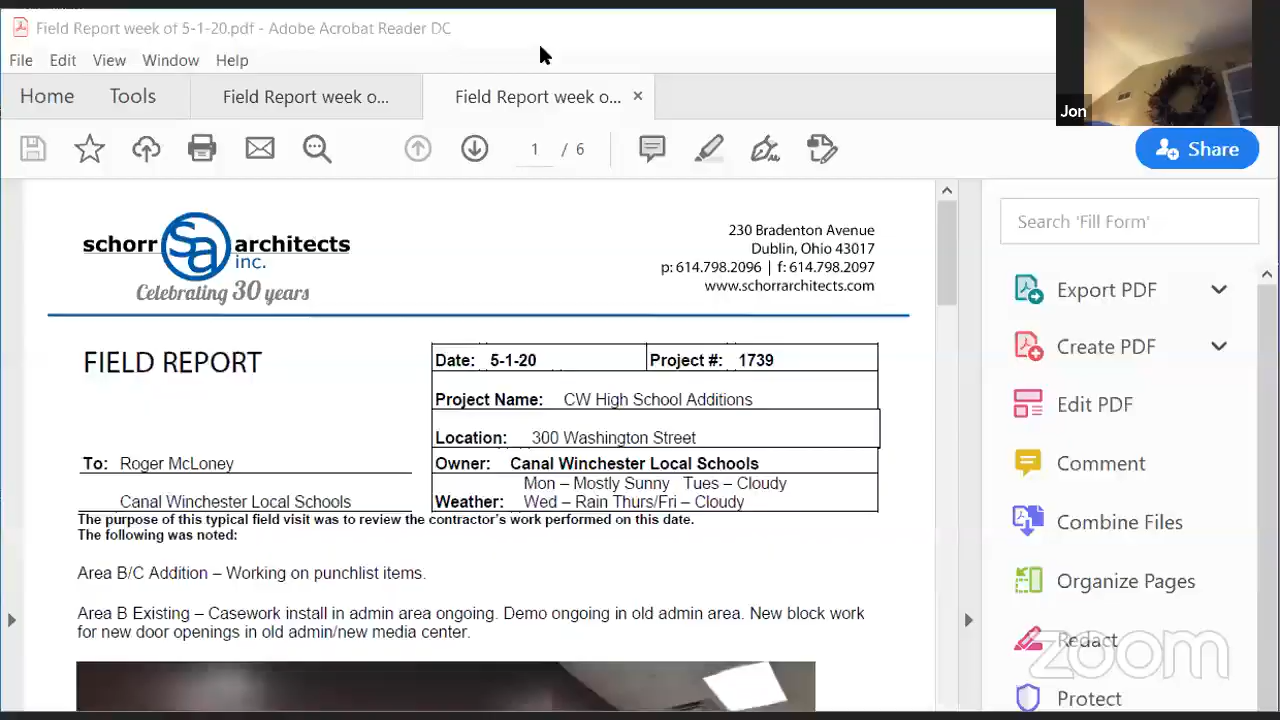 Field Report week of 5-1-20.pdf - Adobe Acrobat Reader DC
File Edit View Window Help
Home Tools Field Report week o... Field Report week o... ×
Jon
1 / 6
Share
schorr sa architects
inc.
Celebrating 30 years
230 Bradenton Avenue
Dublin, Ohio 43017
p: 614.798.2096 | f: 614.798.2097
www.schorrarchitects.com
Search 'Fill Form'
Export PDF
Create PDF
Edit PDF
Comment
Combine Files
Organize Pages
Redact
Protect
zoom
FIELD REPORT
Date: 5-1-20 Project #: 1739
Project Name: CW High School Additions
Location: 300 Washington Street
To: Roger McLoney
Owner: Canal Winchester Local Schools
Canal Winchester Local Schools
Mon – Mostly Sunny Tues – Cloudy
Weather: Wed – Rain Thurs/Fri – Cloudy
The purpose of this typical field visit was to review the contractor's work performed on this date.
The following was noted:
Area B/C Addition – Working on punchlist items.
Area B Existing – Casework install in admin area ongoing. Demo ongoing in old admin area. New block work
for new door openings in old admin/new media center.